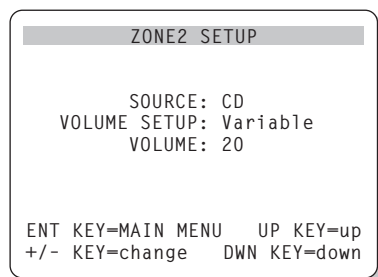 ZONE2 SETUP
SOURCE: CD
VOLUME SETUP: Variable
VOLUME: 20
ENT KEY=MAIN MENU UP KEY=up
+/- KEY=change DWN KEY=down